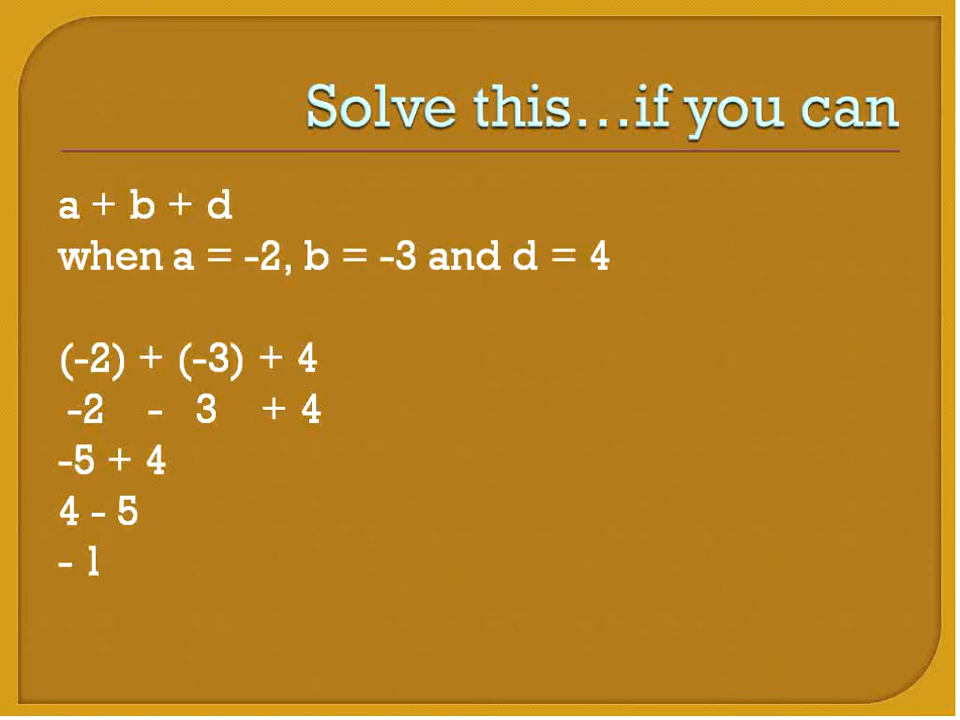 Solve this…if you can
a + b + d
when a = -2, b = -3 and d = 4
(-2) + (-3) + 4
-2 - 3 + 4
-5 + 4
4 - 5
- 1